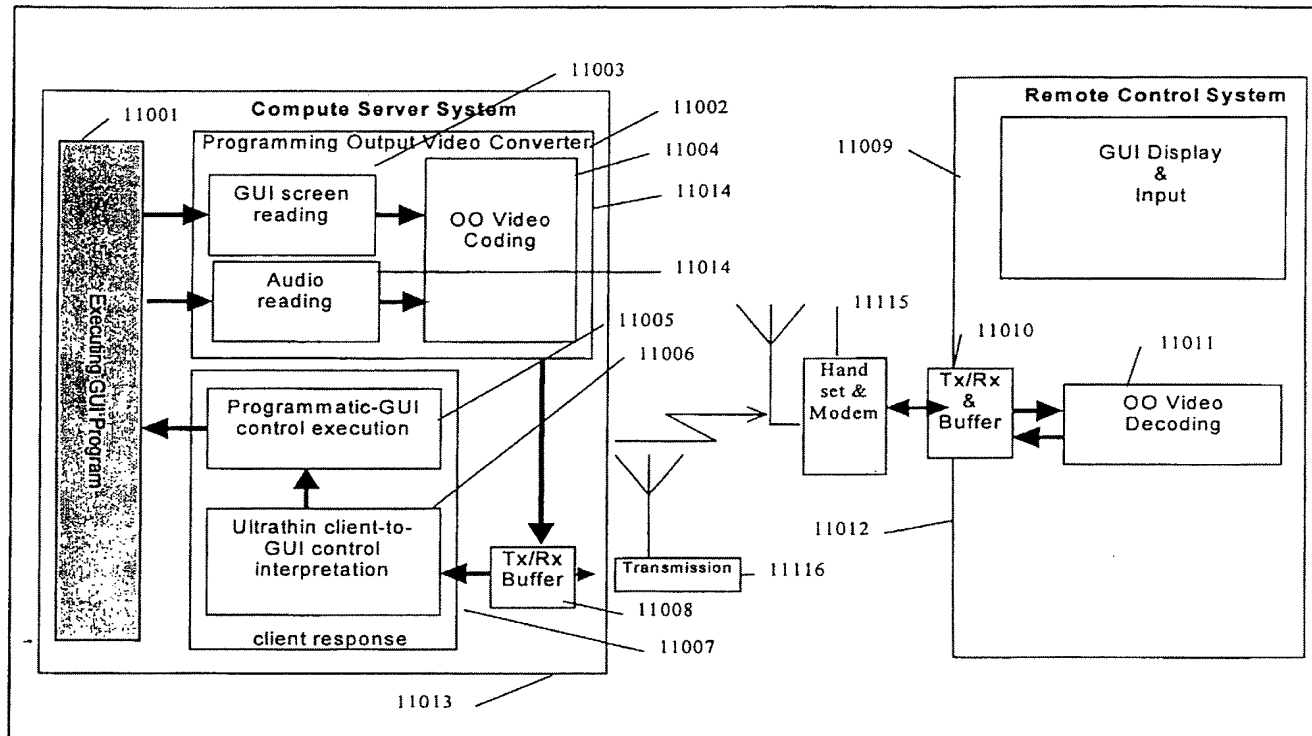 11003
Compute Server System
11001
11002
Programming Output Video Converter
11004
GUI screen
reading
11014
OO Video
Coding
Audio
reading
11014
11005
11006
Executing GUI Program
Programmatic-GUI
control execution
Ultrathin client-to-
GUI control
interpretation
Tx/Rx
Buffer
11008
client response
11007
11013
Transmission
11116
11115
Hand
set &
Modem
Remote Control System
11009
GUI Display
&
Input
11010
11011
Tx/Rx
&
Buffer
OO Video
Decoding
11012